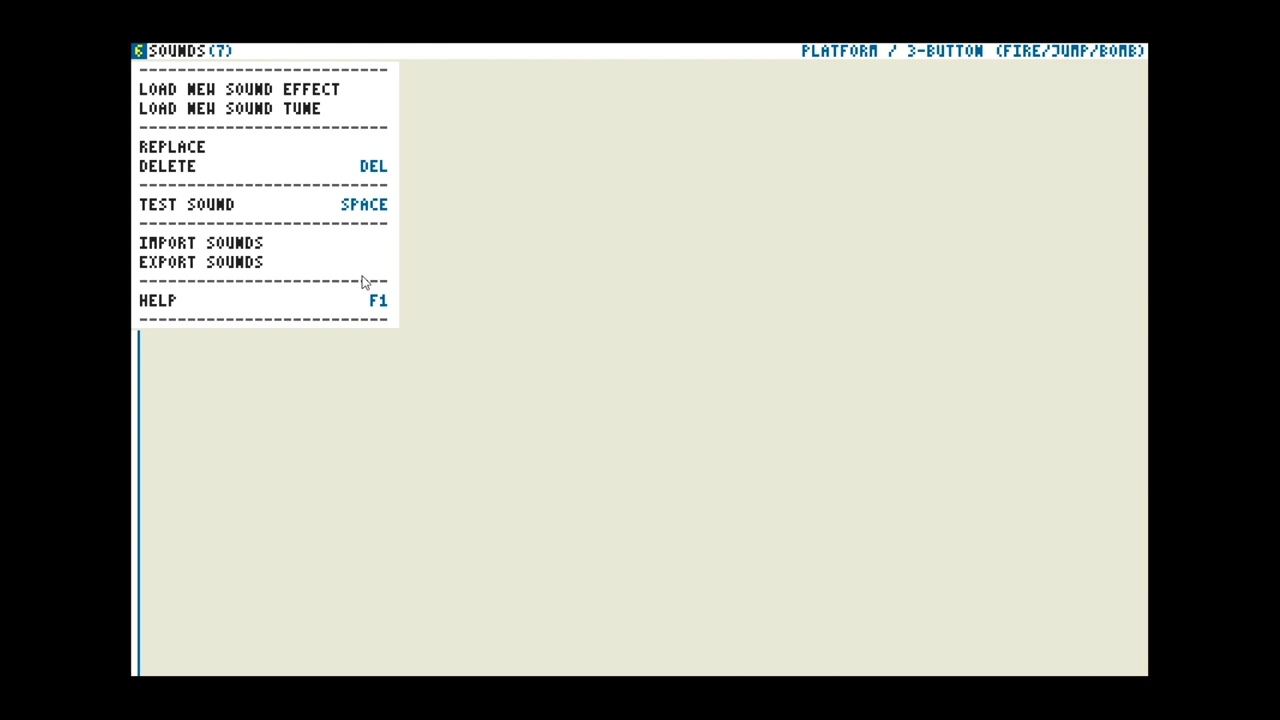 6 SOUNDS(7) PLATFORM / 3-BUTTON (FIRE/JUMP/BOMB)
--------------------------
LOAD NEW SOUND EFFECT
LOAD NEW SOUND TUNE
--------------------------
REPLACE
DELETE DEL
--------------------------
TEST SOUND SPACE
--------------------------
IMPORT SOUNDS
EXPORT SOUNDS
--------------------------
HELP F1
--------------------------